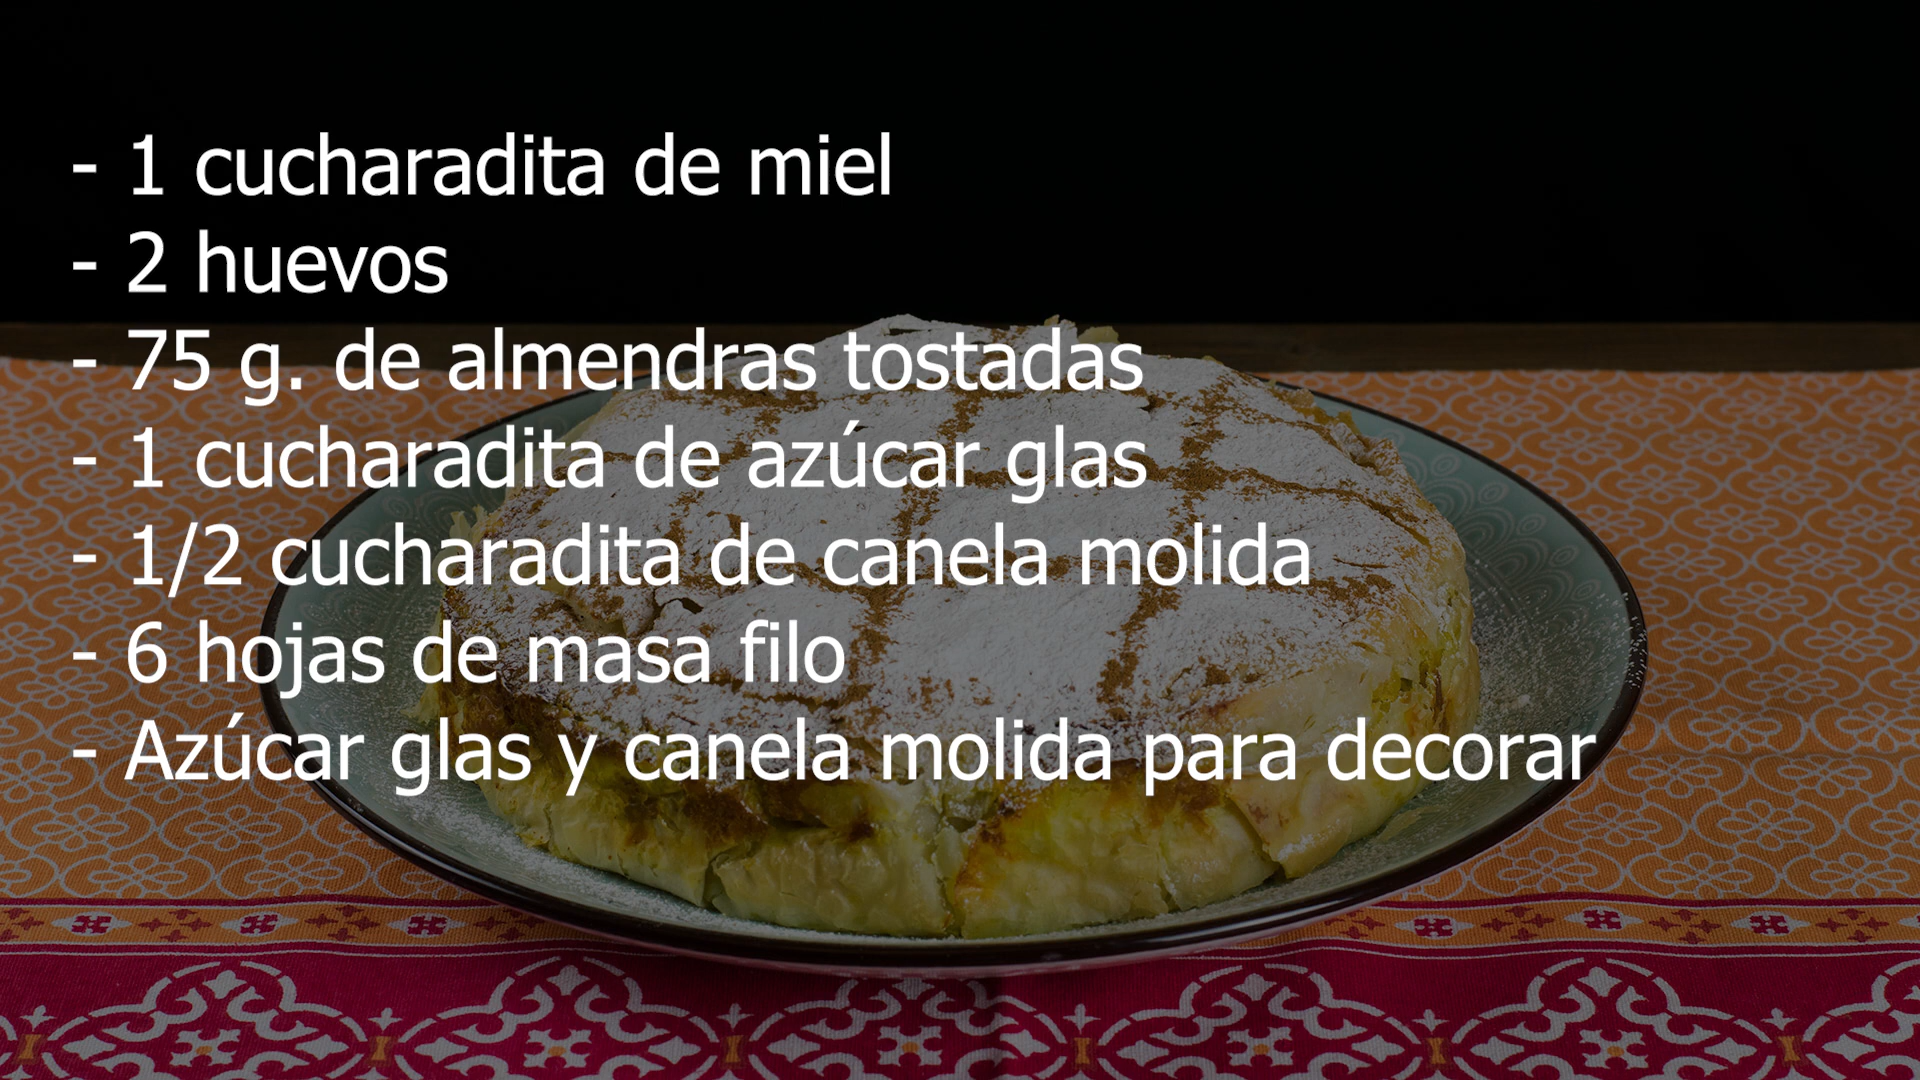 - 1 cucharadita de miel
- 2 huevos
- 75 g. de almendras tostadas
- 1 cucharadita de azúcar glas
- 1/2 cucharadita de canela molida
- 6 hojas de masa filo
- Azúcar glas y canela molida para decorar